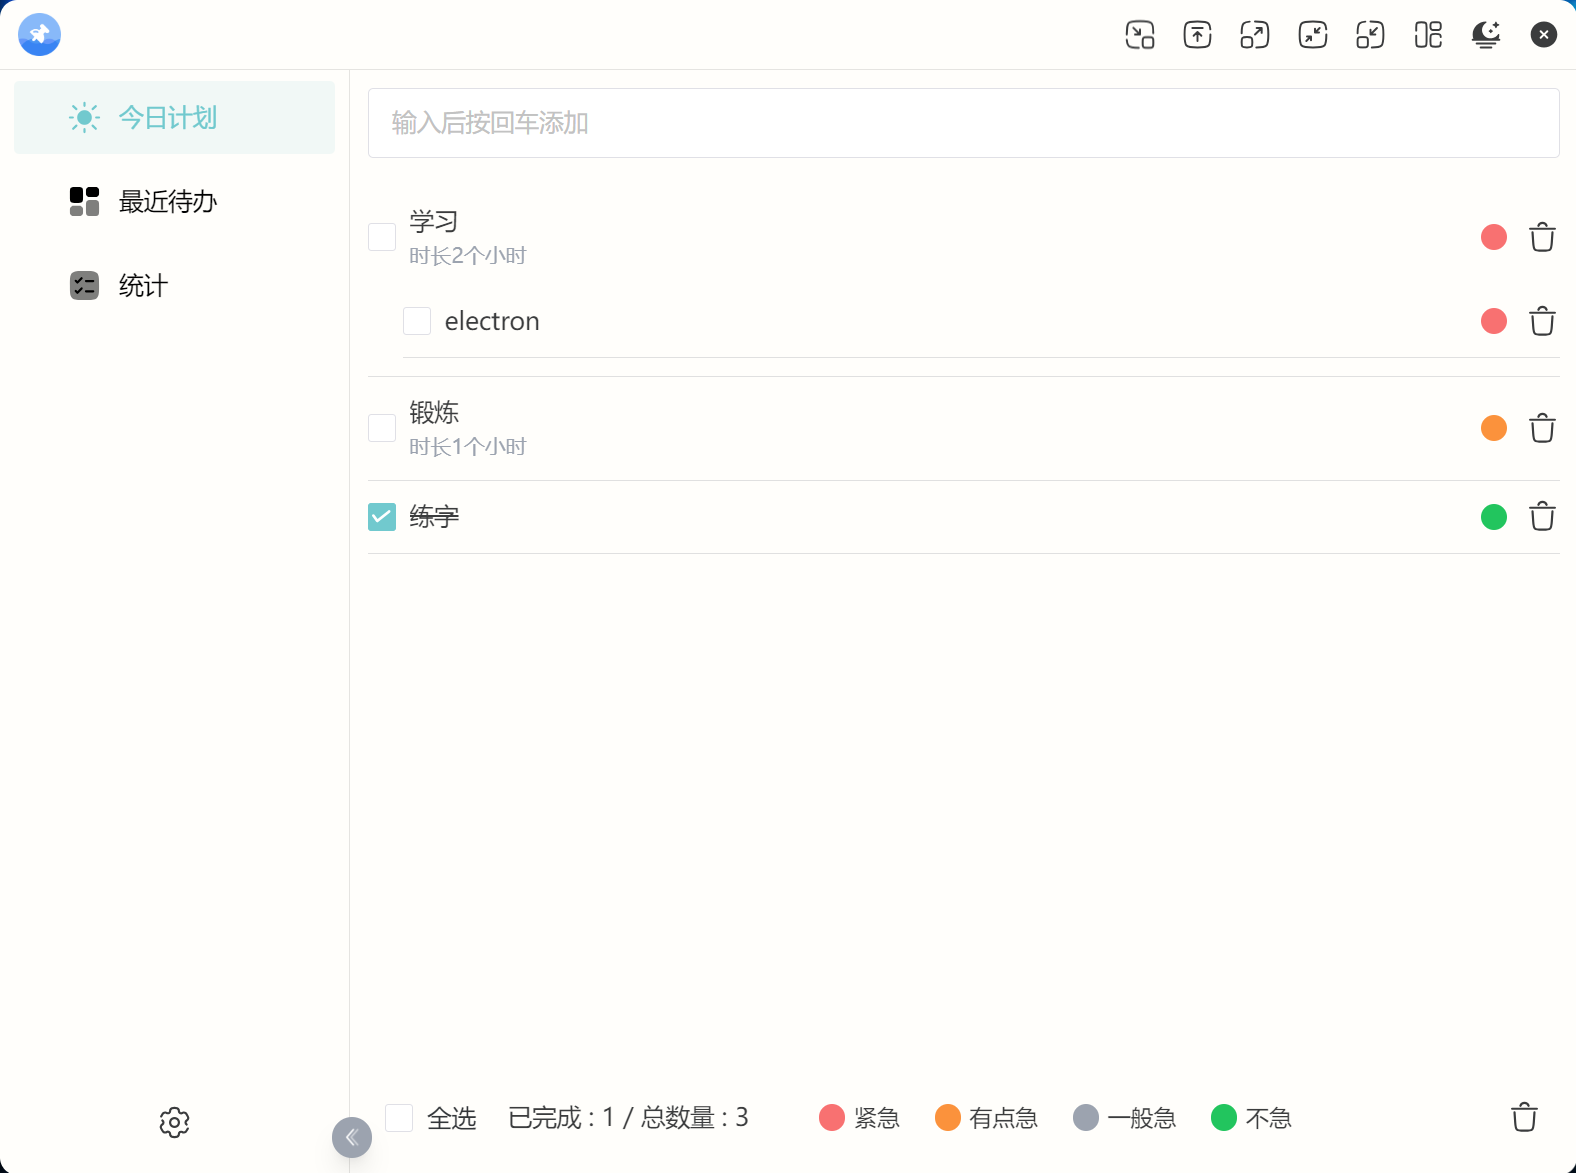 今日计划
最近待办
统计
输入后按回车添加
学习
时长2个小时
electron
锻炼
时长1个小时
练字
全选 已完成 : 1 / 总数量 : 3 紧急 有点急 一般急 不急